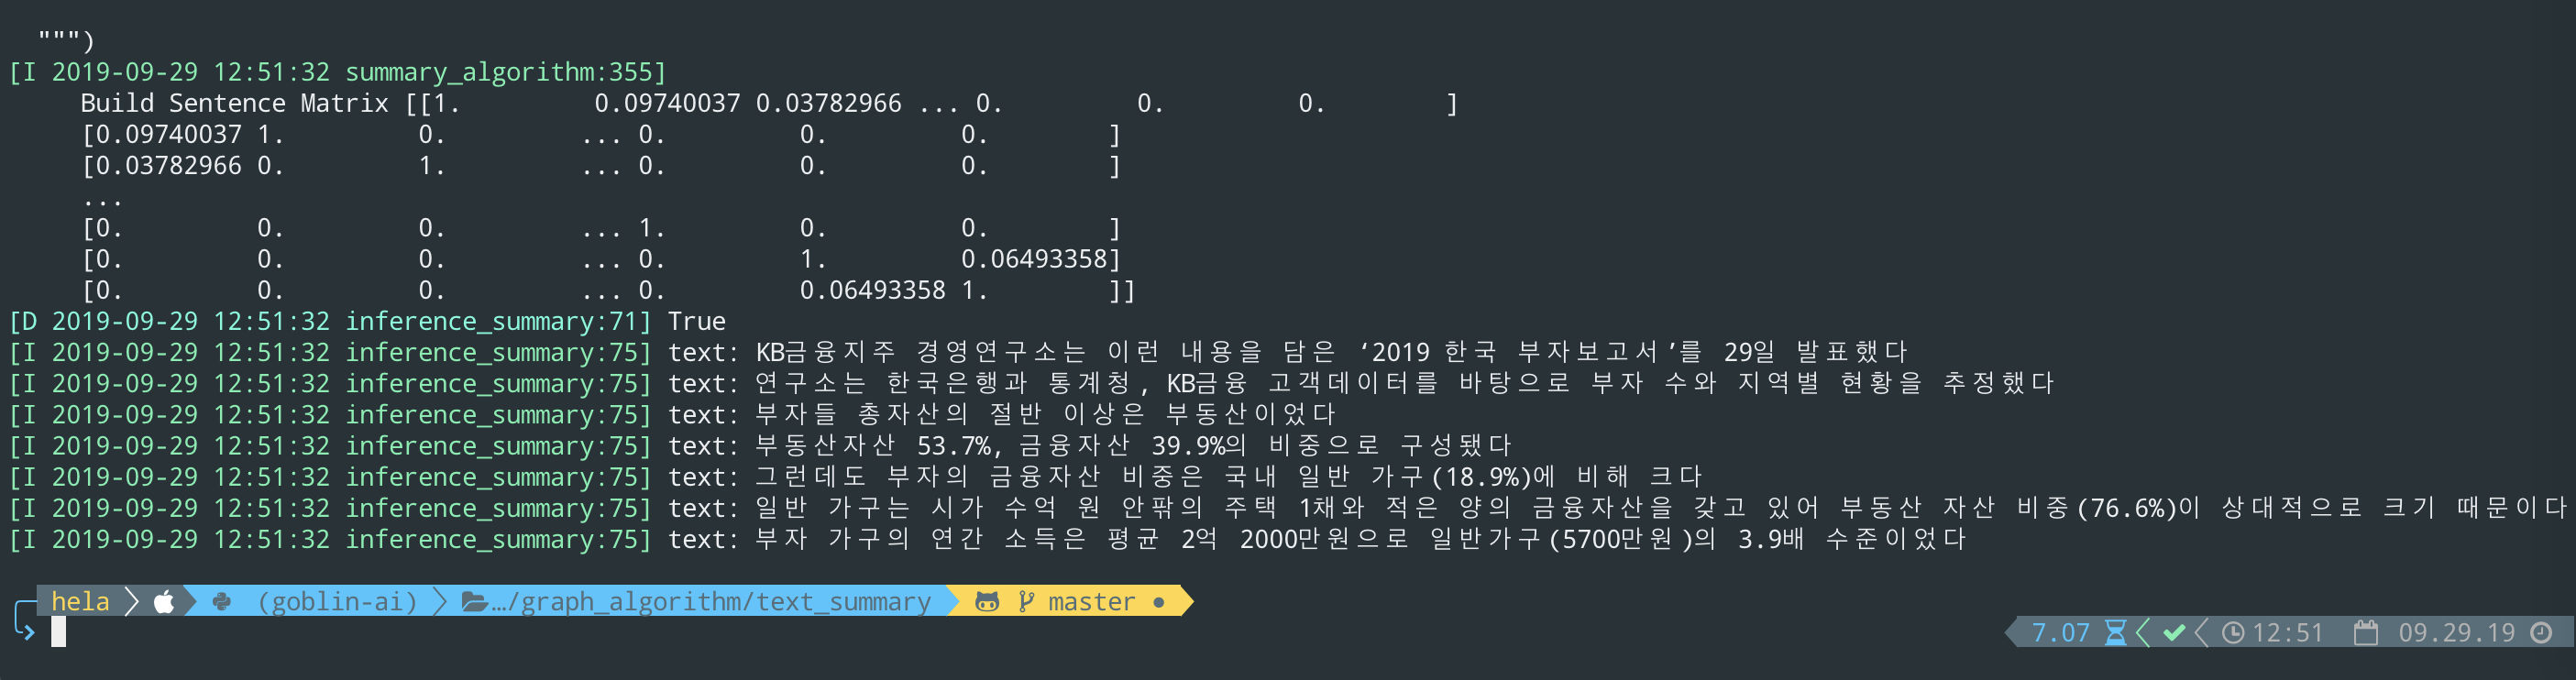 """)
[I 2019-09-29 12:51:32 summary_algorithm:355]
Build Sentence Matrix [[1. 0.09740037 0.03782966 ... 0. 0. 0. ]
[0.09740037 1. 0. ... 0. 0. 0. ]
[0.03782966 0. 1. ... 0. 0. 0. ]
...
[0. 0. 0. ... 1. 0. 0. ]
[0. 0. 0. ... 0. 1. 0.06493358]
[0. 0. 0. ... 0. 0.06493358 1. ]]
[D 2019-09-29 12:51:32 inference_summary:71] True
[I 2019-09-29 12:51:32 inference_summary:75] text: KB금융지주 경영연구소는 이런 내용을 담은 ‘2019 한국 부자보고서’를 29일 발표했다
[I 2019-09-29 12:51:32 inference_summary:75] text: 연구소는 한국은행과 통계청, KB금융 고객데이터를 바탕으로 부자 수와 지역별 현황을 추정했다
[I 2019-09-29 12:51:32 inference_summary:75] text: 부자들 총자산의 절반 이상은 부동산이었다
[I 2019-09-29 12:51:32 inference_summary:75] text: 부동산자산 53.7%, 금융자산 39.9%의 비중으로 구성됐다
[I 2019-09-29 12:51:32 inference_summary:75] text: 그런데도 부자의 금융자산 비중은 국내 일반 가구(18.9%)에 비해 크다
[I 2019-09-29 12:51:32 inference_summary:75] text: 일반 가구는 시가 수억 원 안팎의 주택 1채와 적은 양의 금융자산을 갖고 있어 부동산 자산 비중(76.6%)이 상대적으로 크기 때문이다
[I 2019-09-29 12:51:32 inference_summary:75] text: 부자 가구의 연간 소득은 평균 2억 2000만원으로 일반가구(5700만원)의 3.9배 수준이었다
hela (goblin-ai) …/graph_algorithm/text_summary master •
7.07 12:51 09.29.19